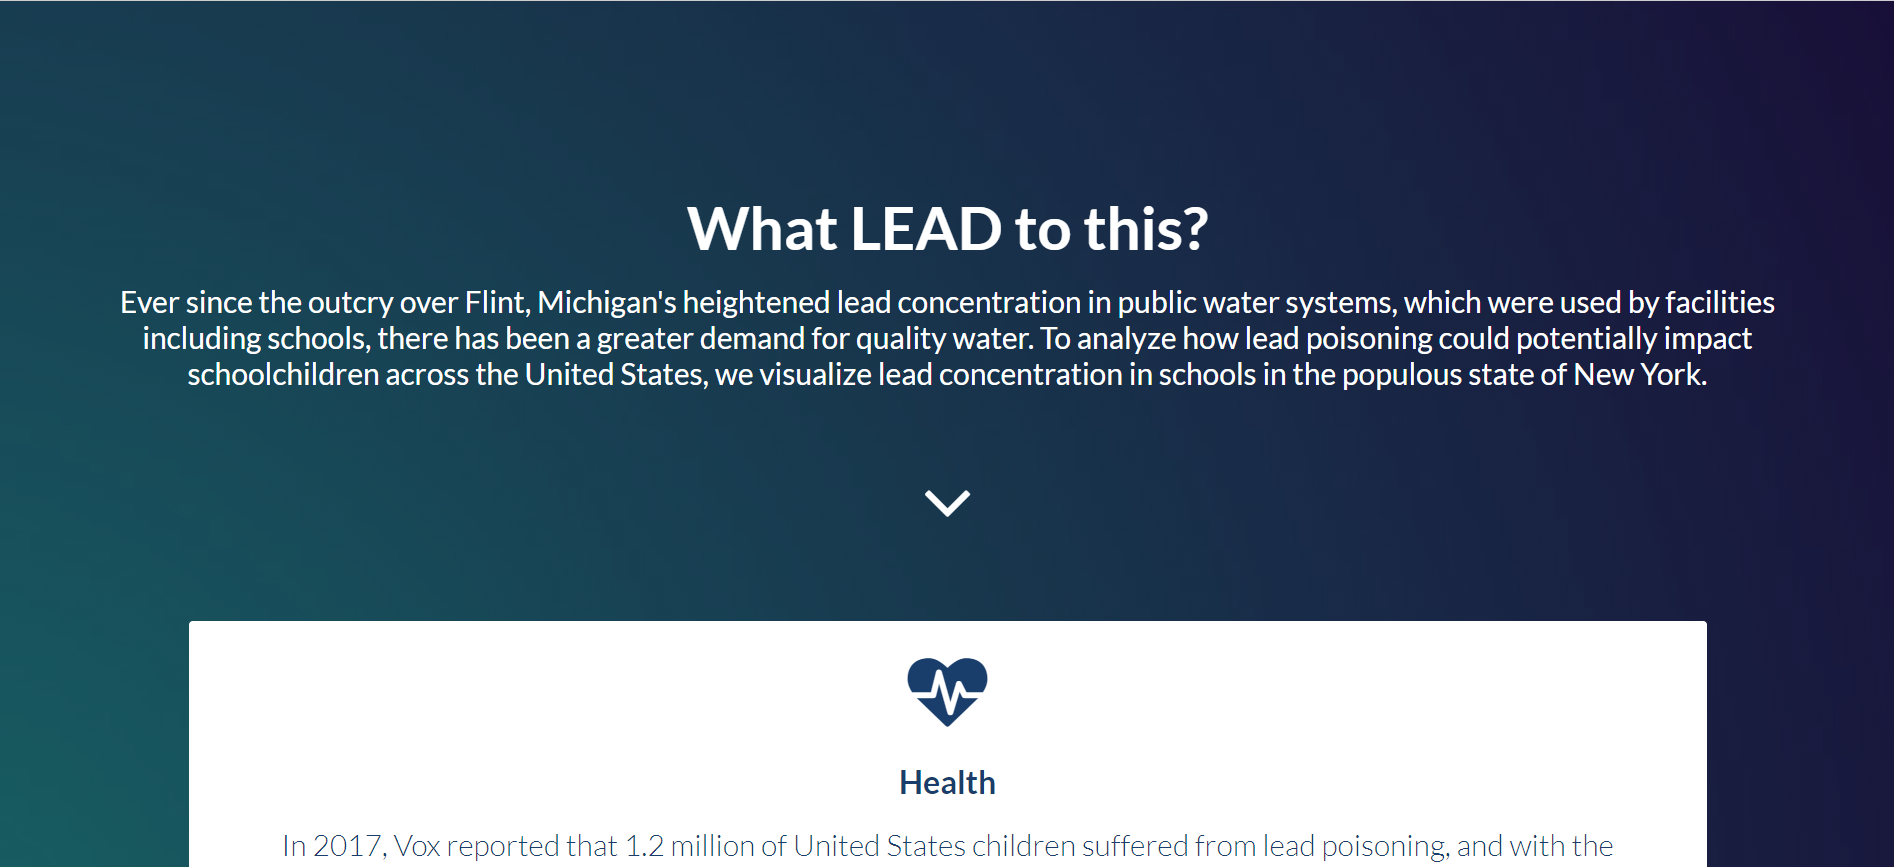 What LEAD to this?
Ever since the outcry over Flint, Michigan's heightened lead concentration in public water systems, which were used by facilities
including schools, there has been a greater demand for quality water. To analyze how lead poisoning could potentially impact
schoolchildren across the United States, we visualize lead concentration in schools in the populous state of New York.
Health
In 2017, Vox reported that 1.2 million of United States children suffered from lead poisoning, and with the